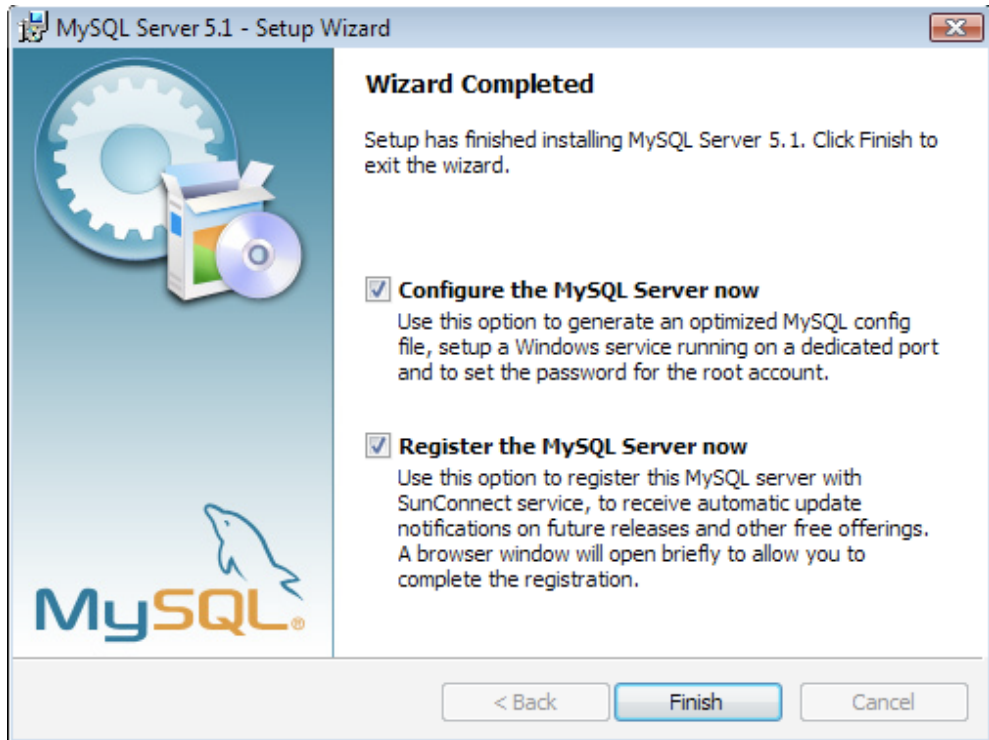 MySQL Server 5.1 - Setup Wizard
Wizard Completed
Setup has finished installing MySQL Server 5.1. Click Finish to
exit the wizard.
Configure the MySQL Server now
Use this option to generate an optimized MySQL config
file, setup a Windows service running on a dedicated port
and to set the password for the root account.
Register the MySQL Server now
Use this option to register this MySQL server with
SunConnect service, to receive automatic update
notifications on future releases and other free offerings.
A browser window will open briefly to allow you to
complete the registration.
MySQL®
< Back
Finish
Cancel